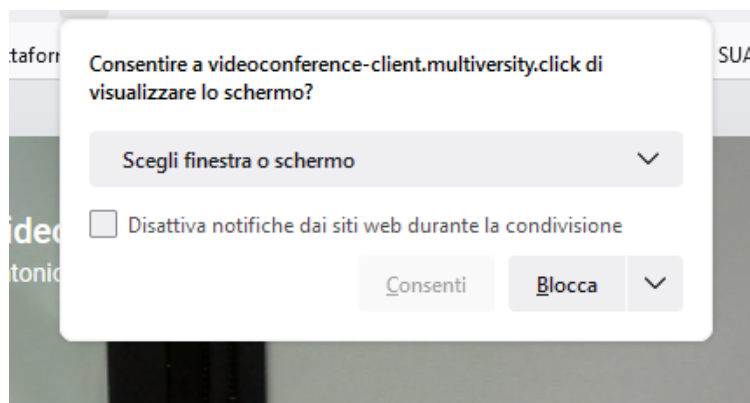 Consentire a videoconference-client.multiversity.click di
visualizzare lo schermo?
Scegli finestra o schermo
Disattiva notifiche dai siti web durante la condivisione
Consenti
Blocca